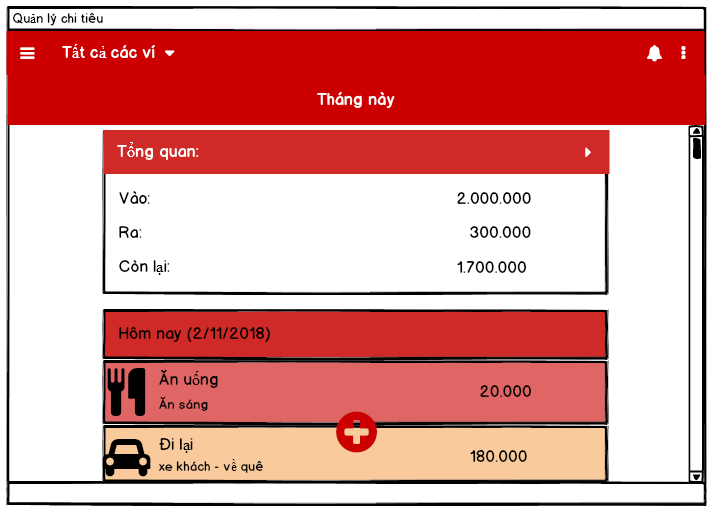 Quản lý chi tiêu
Tất cả các ví
Tháng này
Tổng quan:
Vào: 2.000.000
Ra: 300.000
Còn lại: 1.700.000
Hôm nay (2/11/2018)
Ăn uống 20.000
Ăn sáng
Đi lại 180.000
xe khách - về quê